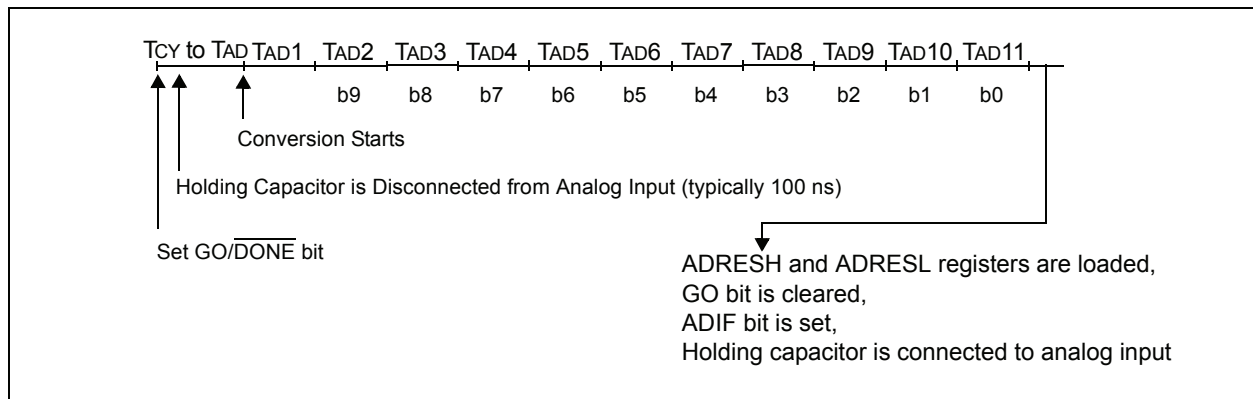 TCY to TAD TAD1 TAD2 TAD3 TAD4 TAD5 TAD6 TAD7 TAD8 TAD9 TAD10 TAD11
b9 b8 b7 b6 b5 b4 b3 b2 b1 b0
Conversion Starts
Holding Capacitor is Disconnected from Analog Input (typically 100 ns)
Set GO/DONE bit
ADRESH and ADRESL registers are loaded,
GO bit is cleared,
ADIF bit is set,
Holding capacitor is connected to analog input